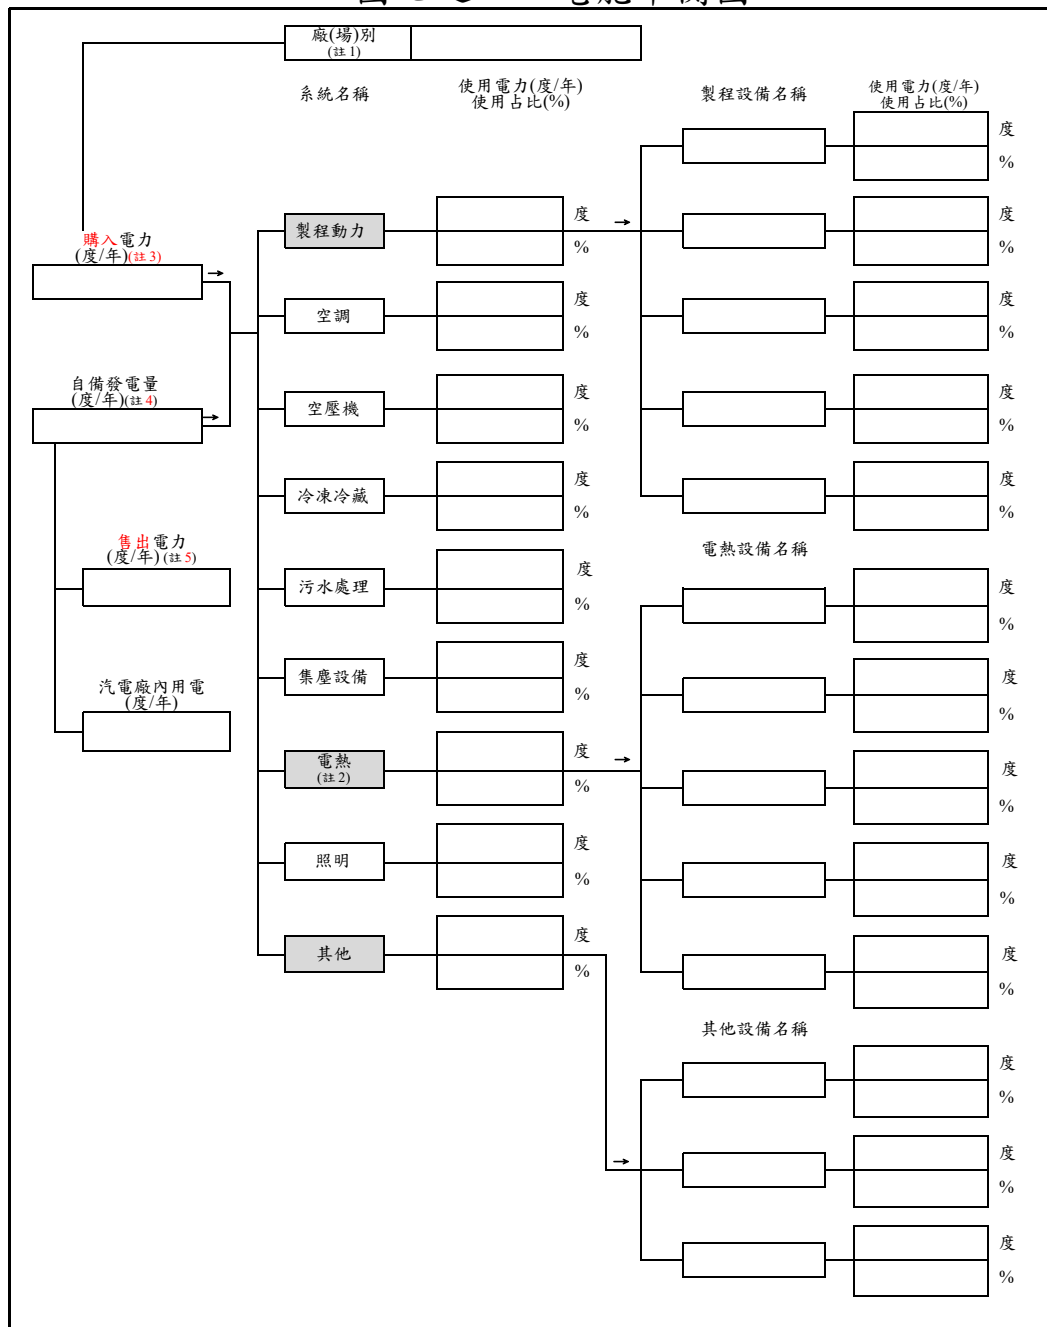 廠(場)別
(註1)
系統名稱
使用電力(度/年)
使用占比(%)
製程設備名稱
使用電力(度/年)
使用占比(%)
度
%
購入電力
(度/年)(註3)
製程動力
度
%
度
%
空調
度
%
度
%
自備發電量
(度/年)(註4)
空壓機
度
%
度
%
冷凍冷藏
度
%
度
%
售出電力
(度/年)(註5)
電熱設備名稱
污水處理
度
%
度
%
汽電廠內用電
(度/年)
集塵設備
度
%
度
%
電熱
(註2)
度
%
度
%
照明
度
%
度
%
其他
度
%
度
%
其他設備名稱
度
%
度
%
度
%